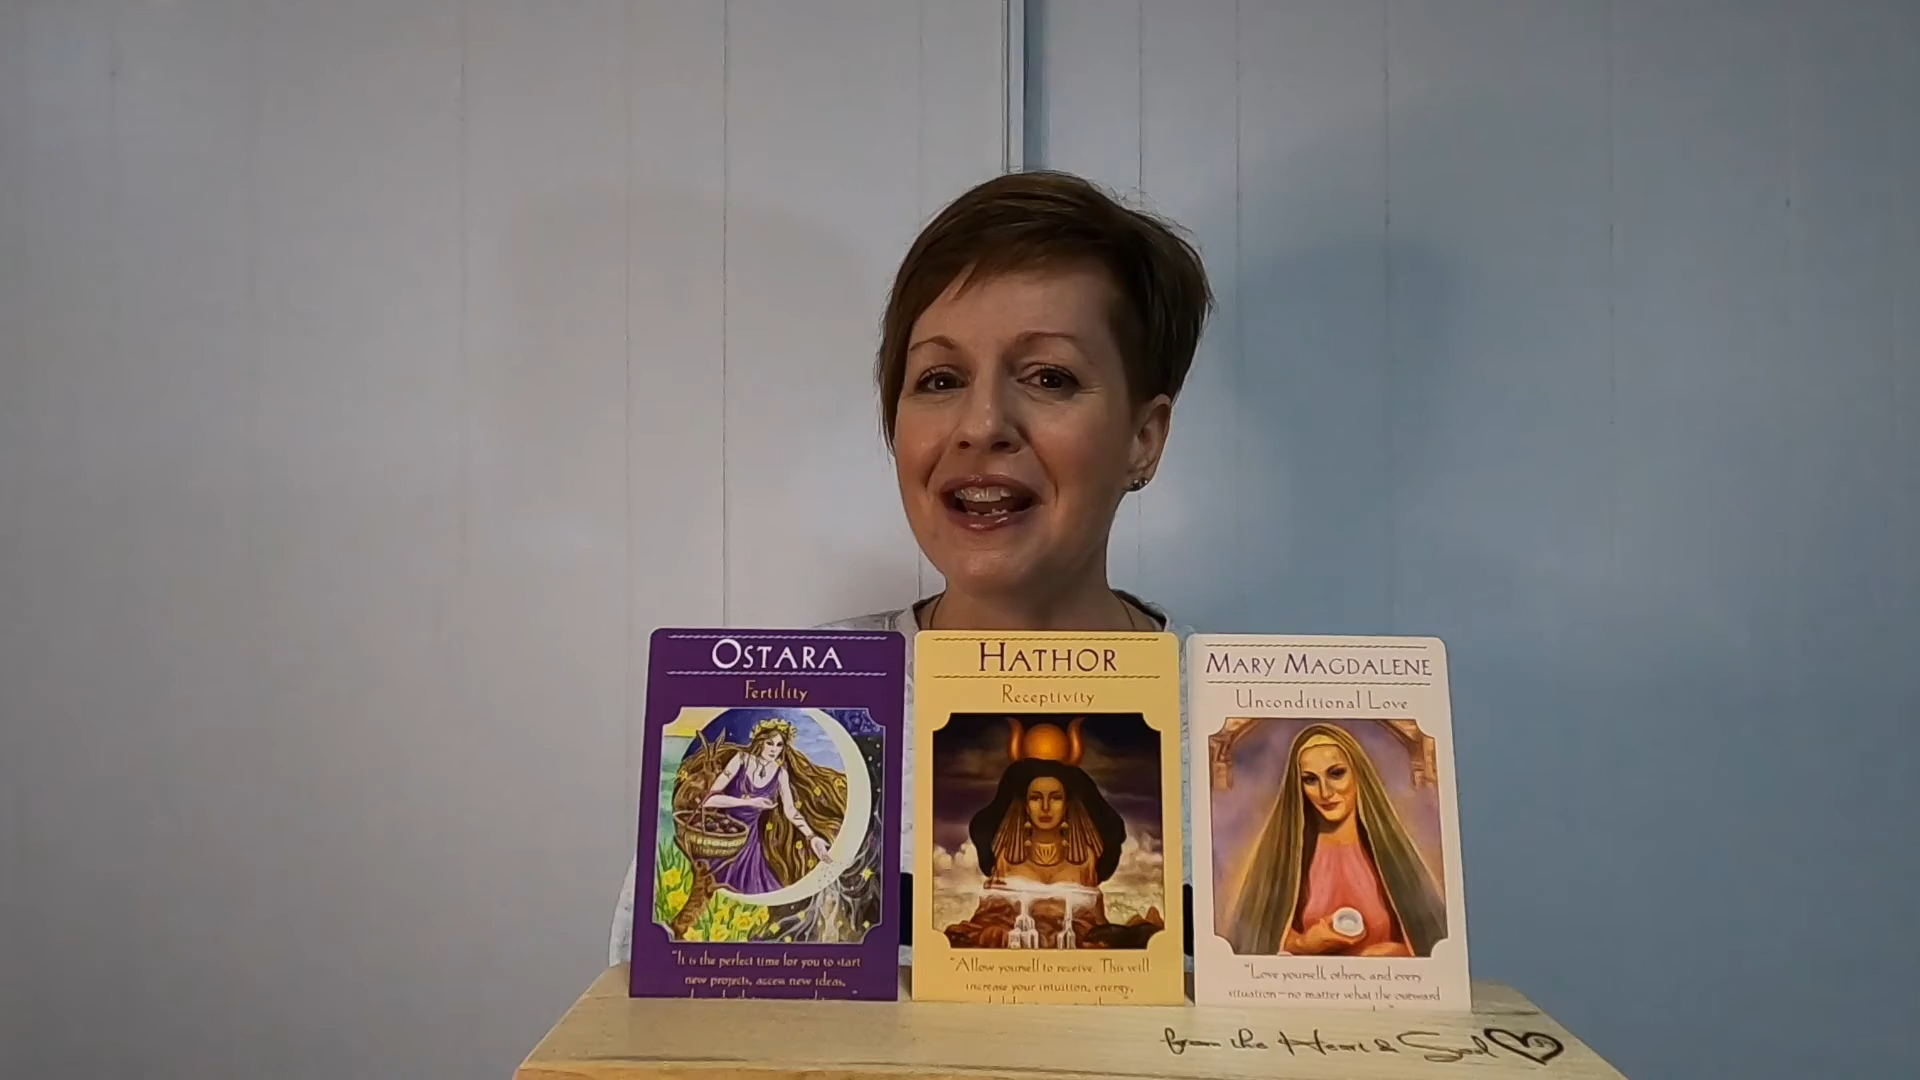 OSTARA
Fertility
"It is the perfect time for you to start
new projects, access new ideas,
HATHOR
Receptivity
"Allow yourself to receive. This will
increase your intuition, energy,
MARY MAGDALENE
Unconditional Love
"Love yourself, others, and every
situation—no matter what the outward
from the Heart & Soul